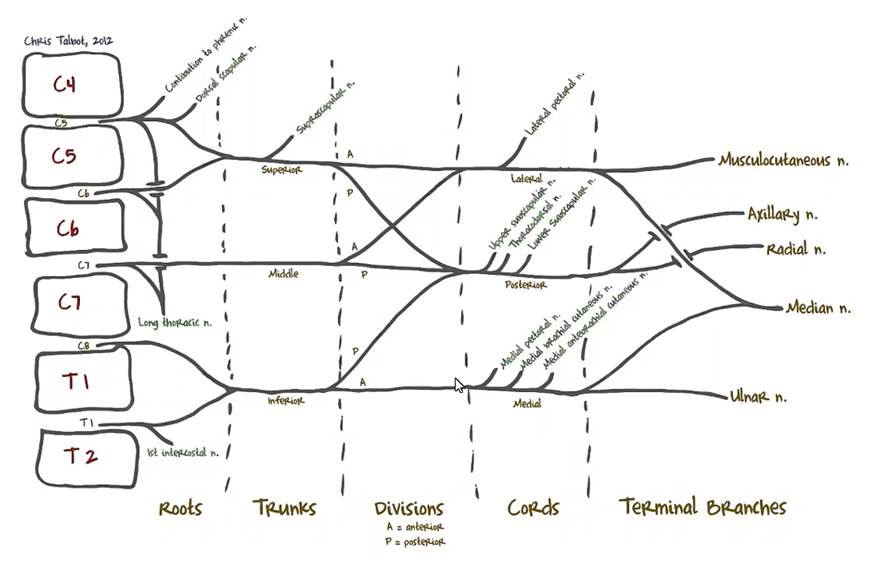 Chris Talbot, 2012
Contibution to phrenic n.
Dorsal scapular n.
Suprascapular n.
Lateral pectoral n.
C4
C5
C5
C6
C6
C7
C7
C8
T1
T1
T2
Superior
Middle
Inferior
A
P
A
P
P
A
Lateral
Upper subscapular n.
Thoracodorsal n.
Lower Subscapular n.
Posterior
Medial pectoral n.
Medial brachial cutaneous n.
Medial antebrachial cutaneous n.
Medial
Long thoracic n.
1st intercostal n.
Musculocutaneous n.
Axillary n.
Radial n.
Median n.
Ulnar n.
Roots
Trunks
Divisions
A = anterior
P = posterior
Cords
Terminal Branches